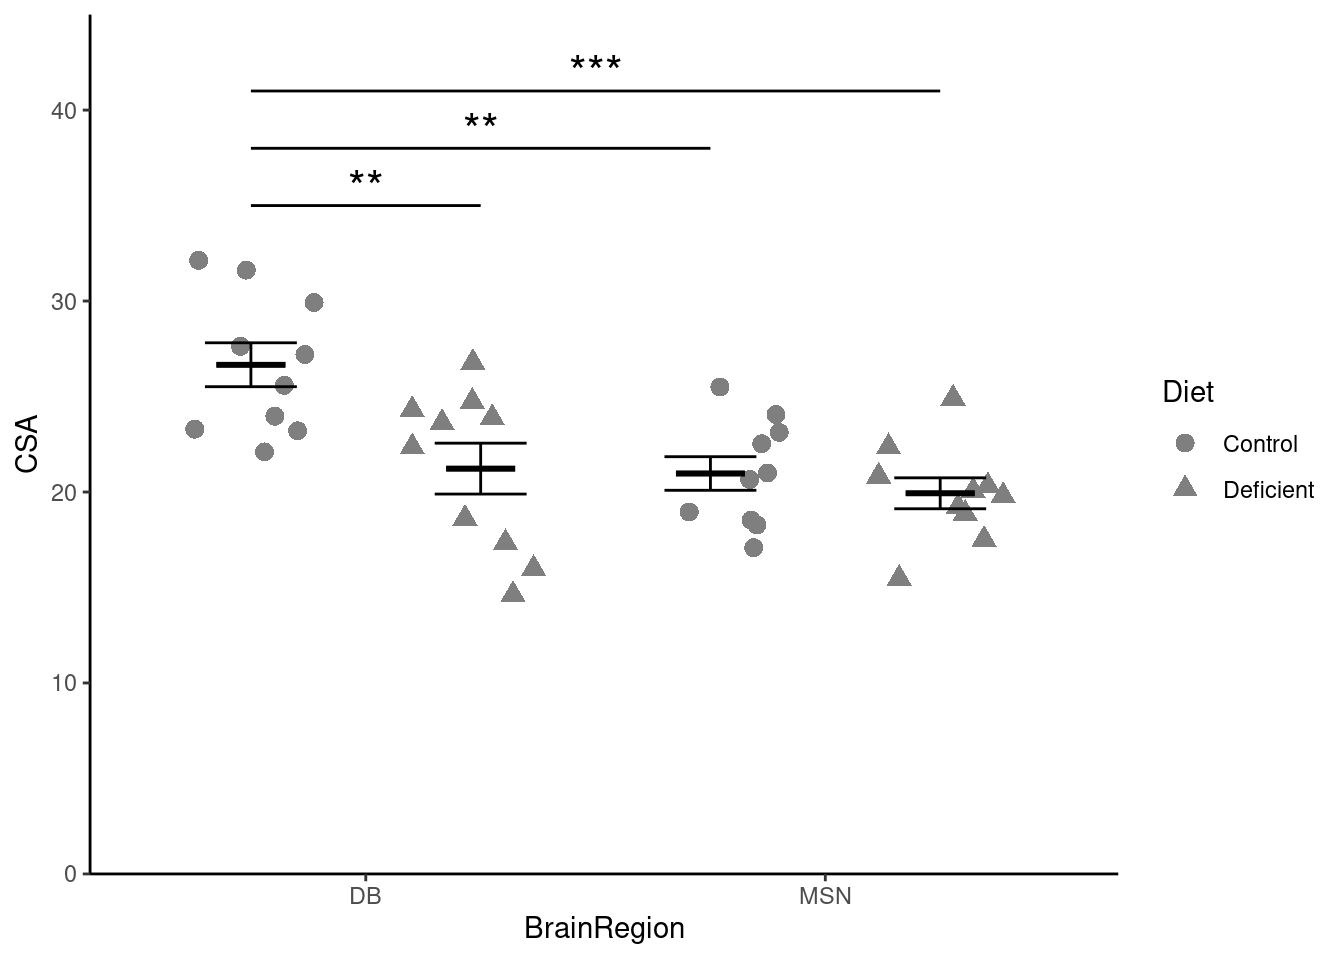 ***
**
**
40
30
20
10
0
CSA
DB
MSN
BrainRegion
Diet
Control
Deficient